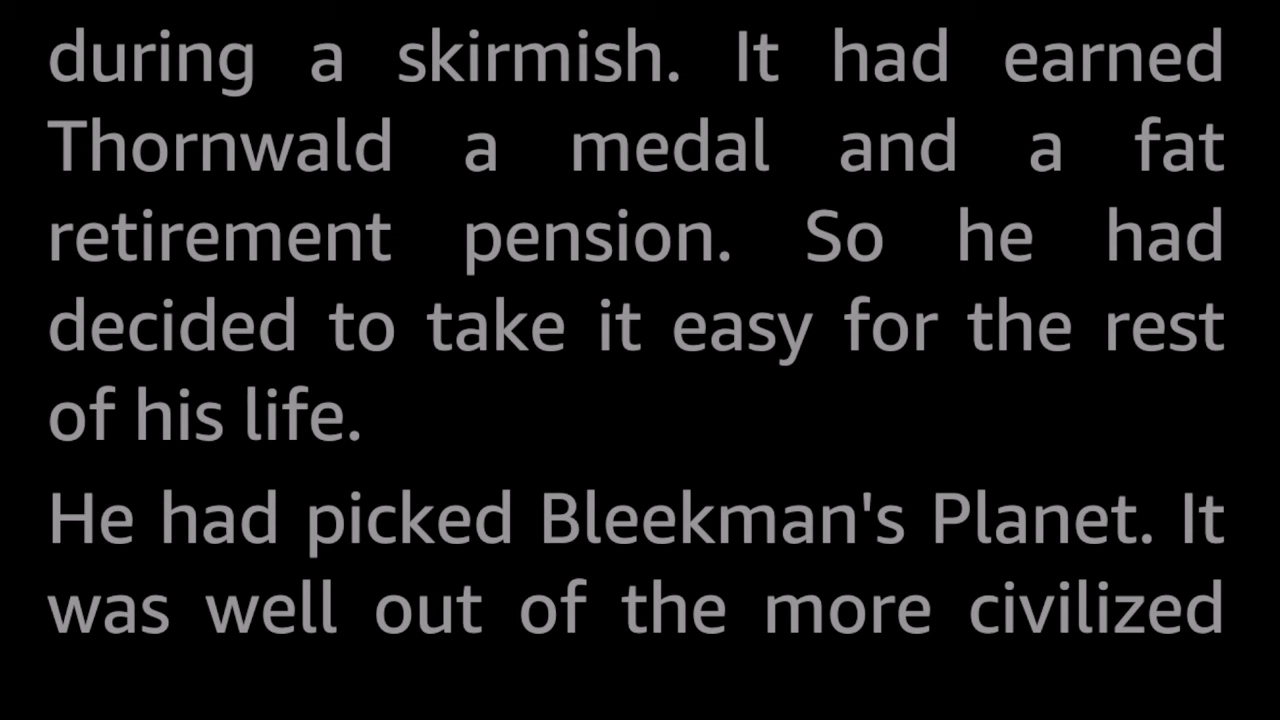 during a skirmish. It had earned
Thornwald a medal and a fat
retirement pension. So he had
decided to take it easy for the rest
of his life.
He had picked Bleekman's Planet. It
was well out of the more civilized